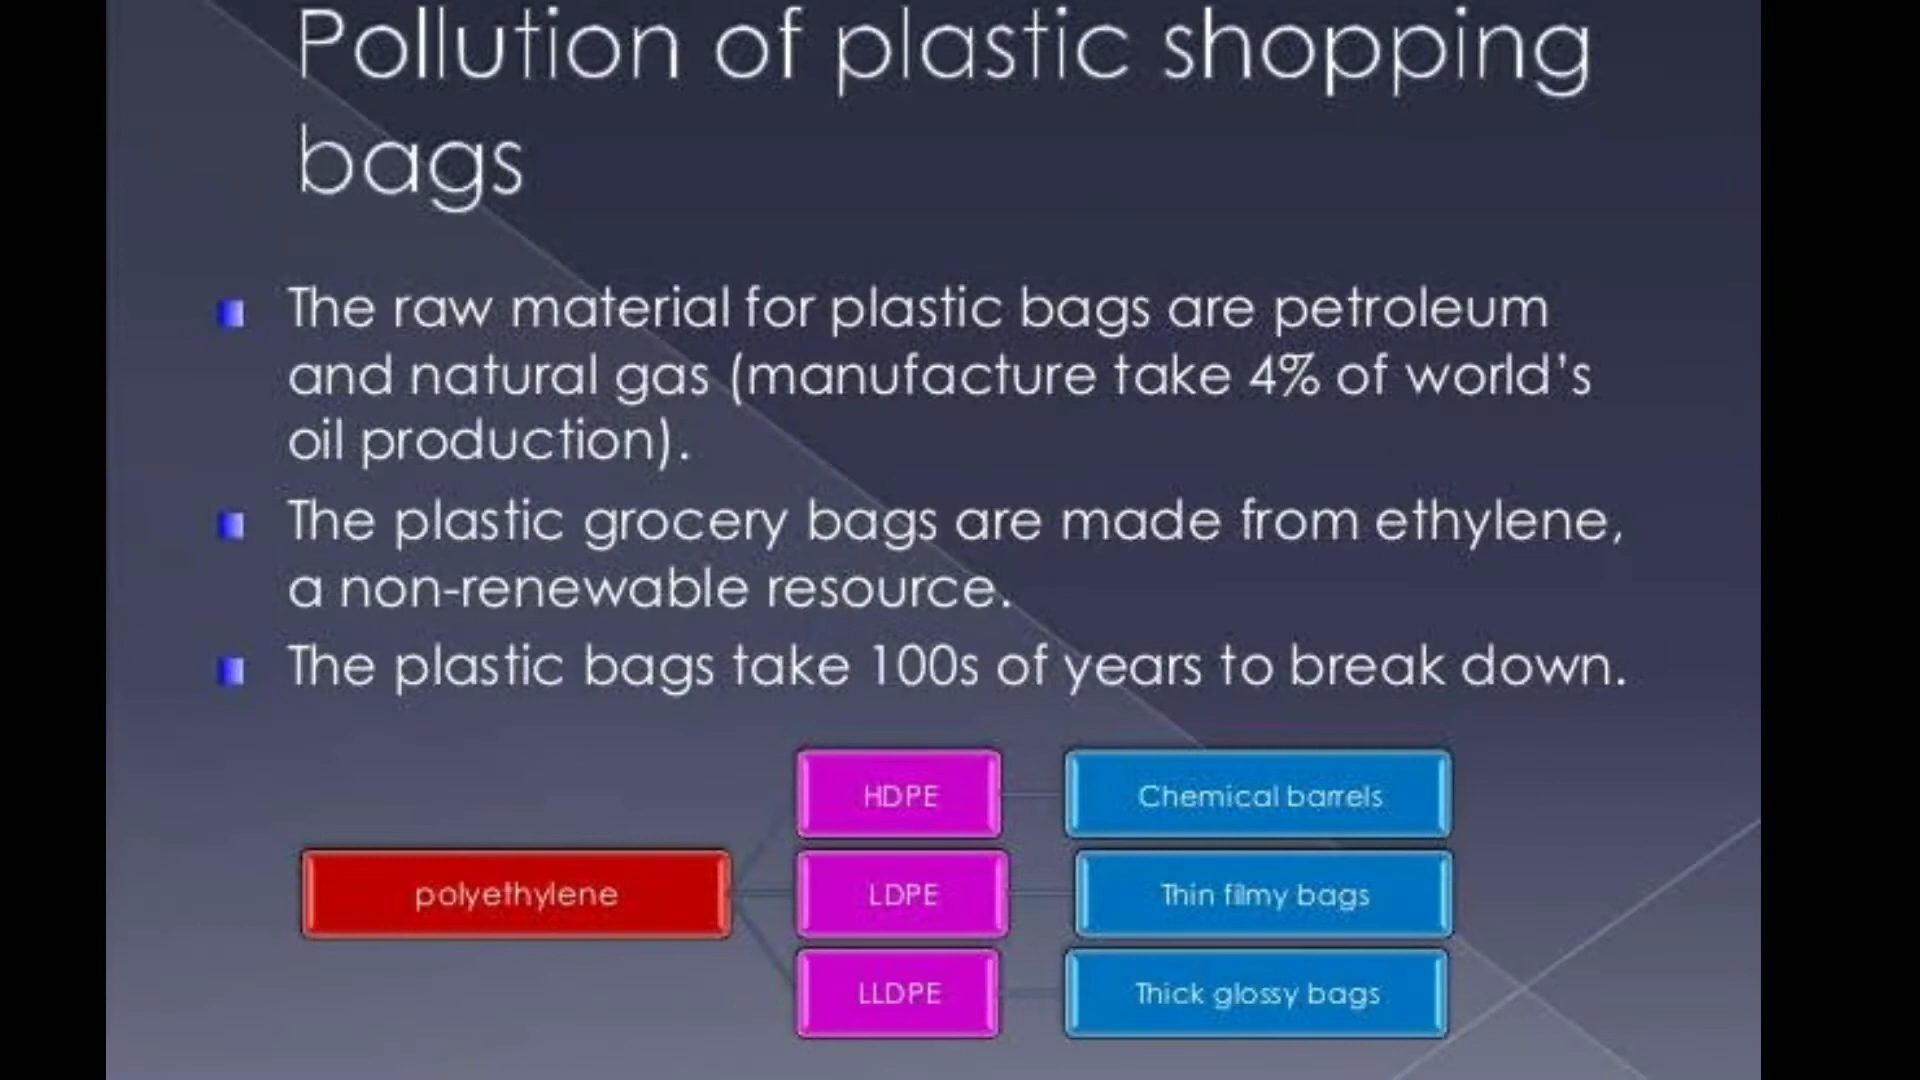 Pollution of plastic shopping
bags
The raw material for plastic bags are petroleum
and natural gas (manufacture take 4% of world's
oil production).
The plastic grocery bags are made from ethylene,
a non-renewable resource.
The plastic bags take 100s of years to break down.
HDPE
Chemical barrels
polyethylene
LDPE
Thin filmy bags
LLDPE
Thick glossy bags